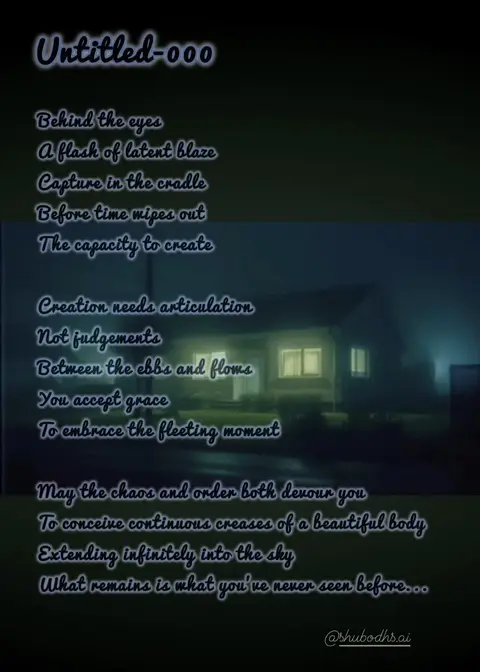 Untitled-000
Behind the eyes
A flash of latent blaze
Capture in the cradle
Before time wipes out
The capacity to create
Creation needs articulation
Not judgements
Between the ebbs and flows
You accept grace
To embrace the fleeting moment
May the chaos and order both devour you
To conceive continuous creases of a beautiful body
Extending infinitely into the sky
What remains is what you've never seen before...
@shubodhs.ai